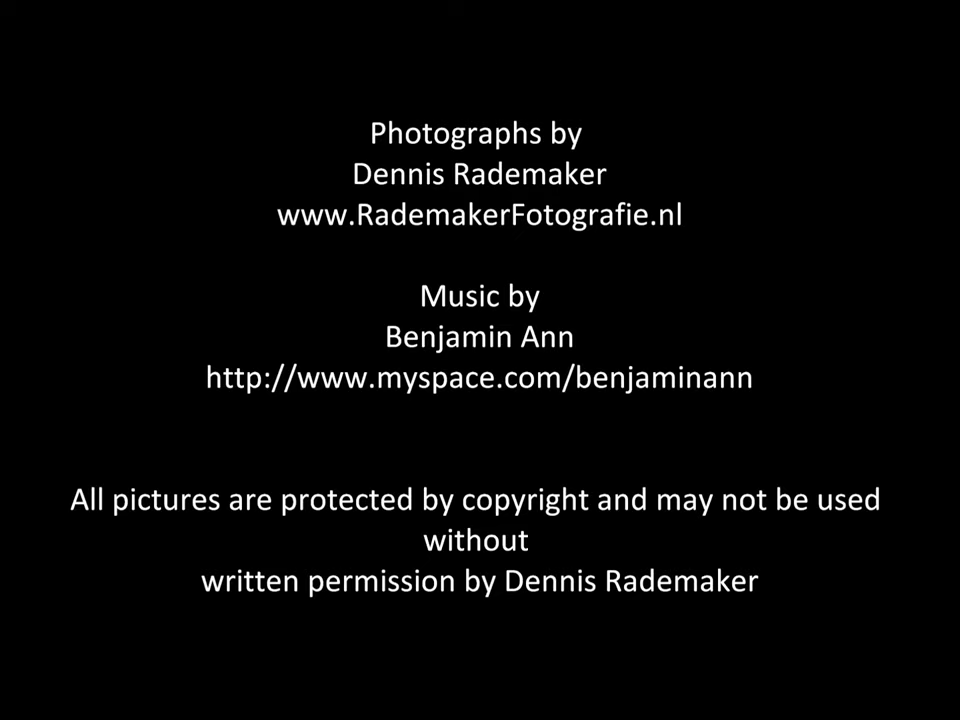 Photographs by
Dennis Rademaker
www.RademakerFotografie.nl
Music by
Benjamin Ann
http://www.myspace.com/benjaminann
All pictures are protected by copyright and may not be used
without
written permission by Dennis Rademaker